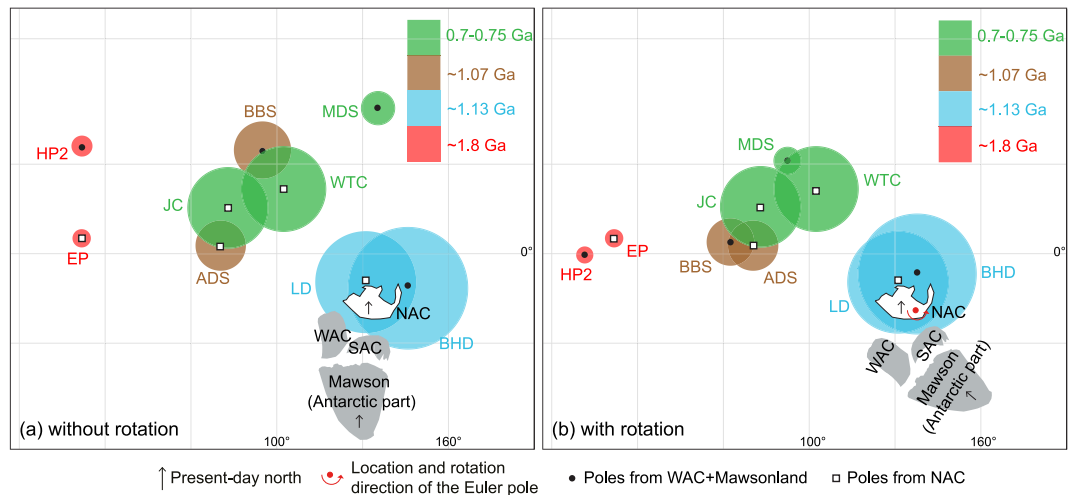 0.7-0.75 Ga
~1.07 Ga
~1.13 Ga
~1.8 Ga
MDS
BBS
HP2
WTC
JC
EP
ADS
0°
LD
NAC
WAC
SAC
BHD
Mawson
(Antarctic part)
(a) without rotation
100°
160°
0.7-0.75 Ga
~1.07 Ga
~1.13 Ga
~1.8 Ga
MDS
WTC
JC
EP
HP2
BBS
ADS
0°
BHD
LD
NAC
WAC
SAC
Mawson
(Antarctic part)
(b) with rotation
100°
160°
Present-day north
Location and rotation
direction of the Euler pole
Poles from WAC+Mawsonland
Poles from NAC